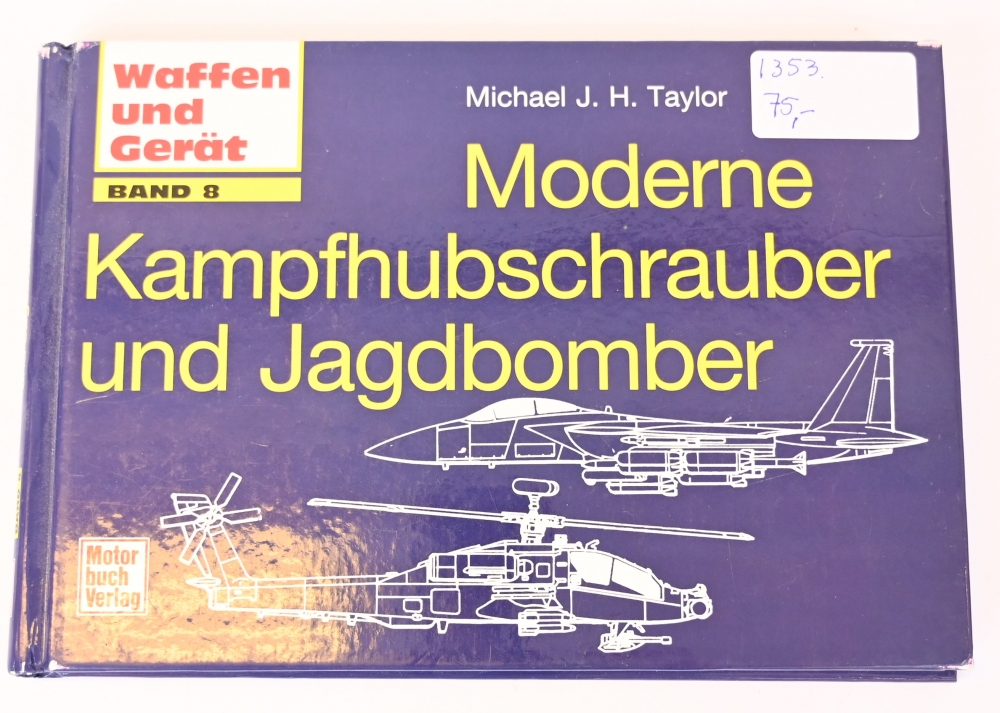 Waffen
und
Gerät
BAND 8
Michael J. H. Taylor
1353.
75,-
Moderne
Kampfhubschrauber
und Jagdbomber
Motor
buch
Verlag